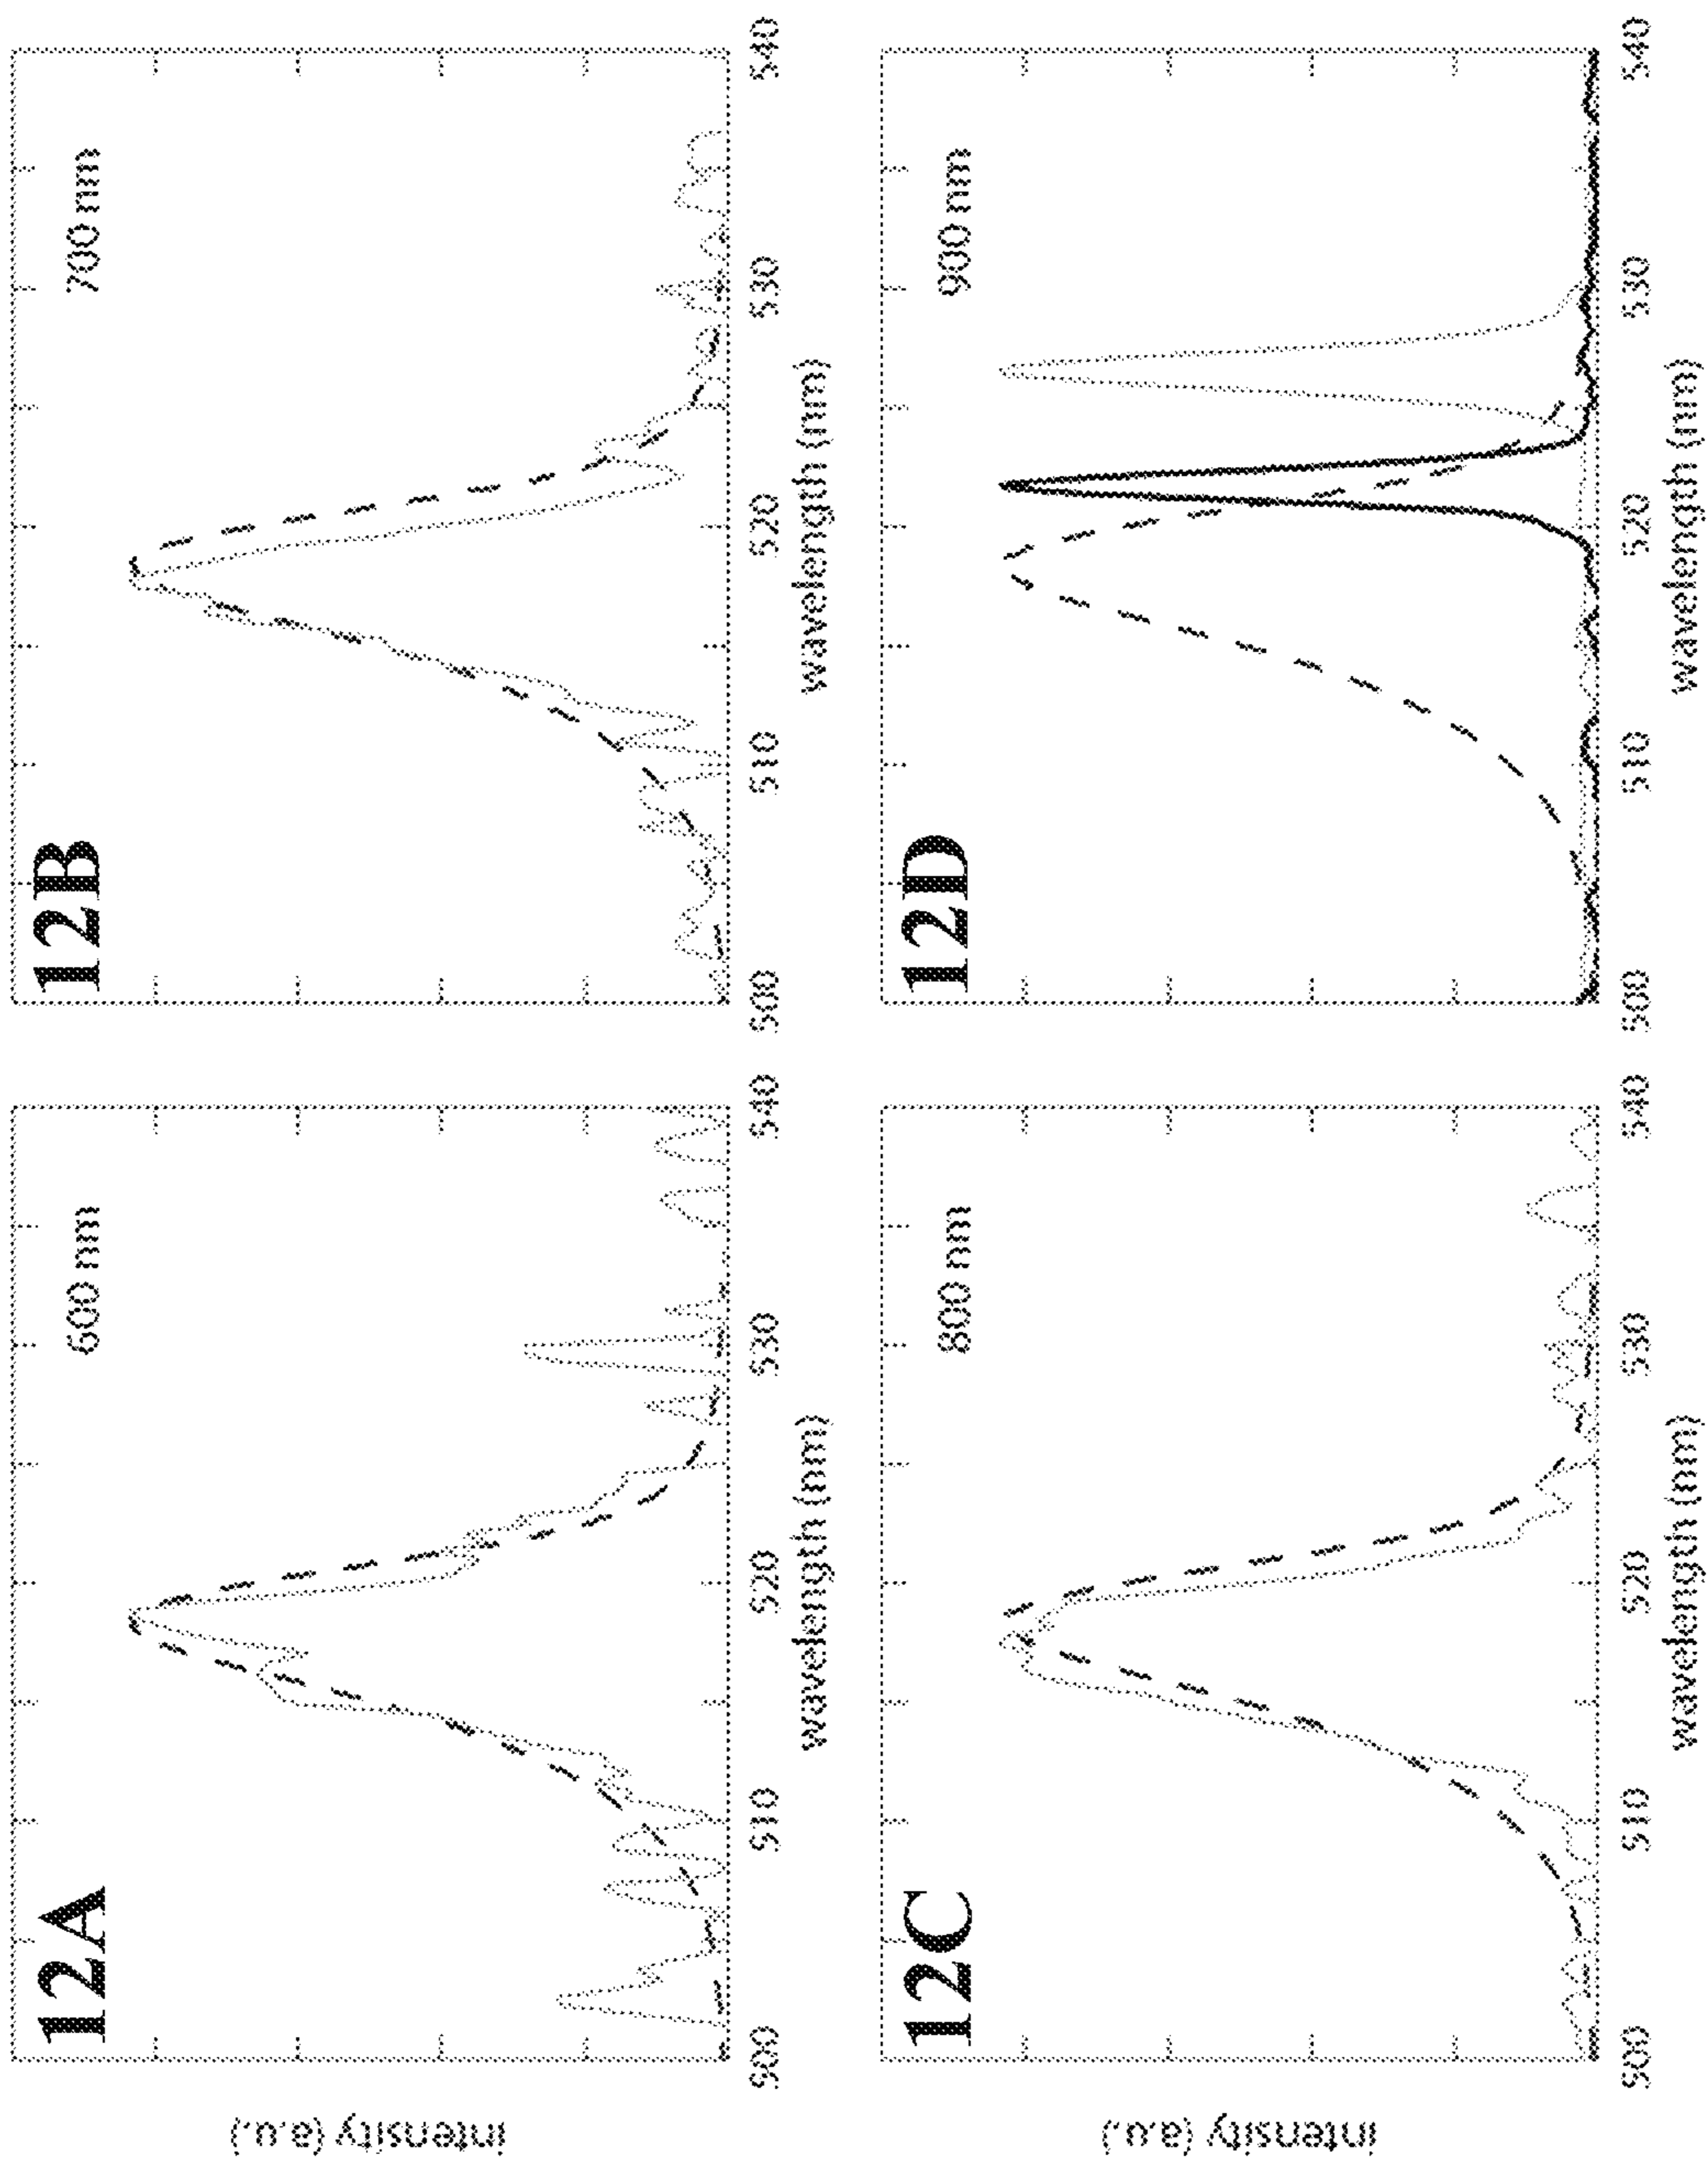 12A
600 nm
intensity (a.u.)
500 510 520 530 540
wavelength (nm)
12B
700 nm
500 510 520 530 540
wavelength (nm)
12C
800 nm
intensity (a.u.)
500 510 520 530 540
wavelength (nm)
12D
900 nm
500 510 520 530 540
wavelength (nm)